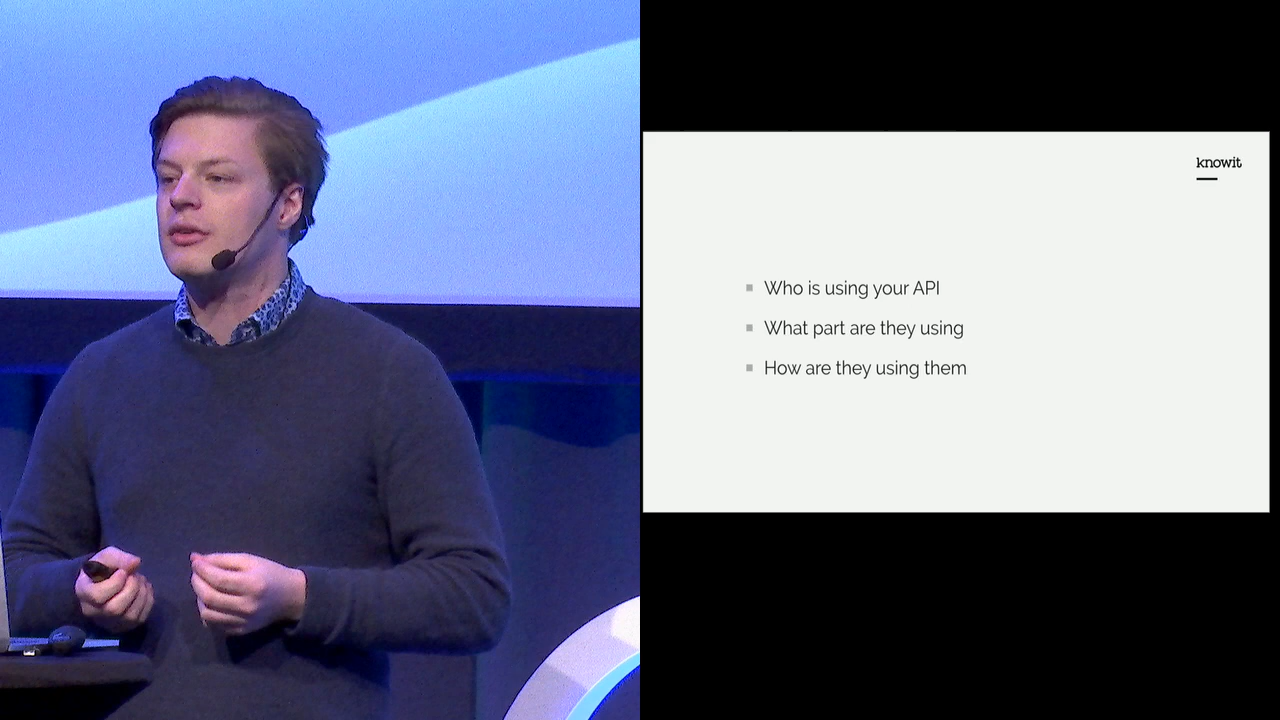 knowit
Who is using your API
What part are they using
How are they using them